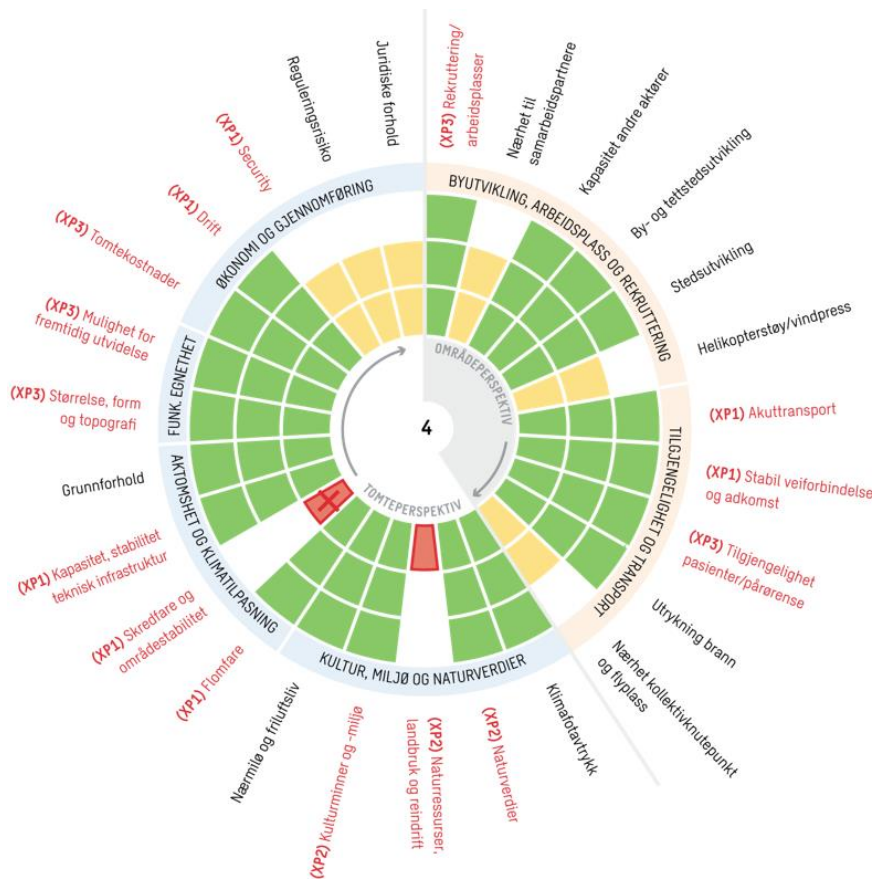 (XP3) Rekruttering/
arbeidsplasser
Nærhet til
samarbeidspartnere
Kapasitet andre aktører
By- og tettstedsutvikling
Stedsutvikling
Helikopterstøy/vindpress
(XP1) Akuttransport
(XP1) Stabil veiforbindelse
og adkomst
(XP3) Tilgjengelighet
pasienter/pårørense
Utrykning brann
Nærhet kollektivknutepunkt
og flyplass
Klimafotavtrykk
(XP2) Naturverdier
(XP2) Naturressurser,
landbruk og reindrift
(XP2) Kulturminner og -miljø
Nærmilø og friluftsliv
(XP1) Flomfare
(XP1) Skredfare og
områdestabilitet
(XP1) Kapasitet, stabilitet
teknisk infrastruktur
Grunnforhold
(XP3) Størrelse, form
og topografi
(XP3) Mulighet for
fremtidig utvidelse
(XP3) Tomtekostnader
(XP1) Drift
(XP1) Security
Reguleringsrisiko
Juridiske forhold
BYUTVIKLING, ARBEIDSPLASS OG REKRUTTERING
TILGJENGELIGHET OG TRANSPORT
KULTUR, MILJØ OG NATURVERDIER
AKTOMSHET OG KLIMATILPASNING
FUNK. EGNETHET
ØKONOMI OG GJENNOMFØRING
OMRÅDEPERSPEKTIV
TOMTEPERSPEKTIV
4